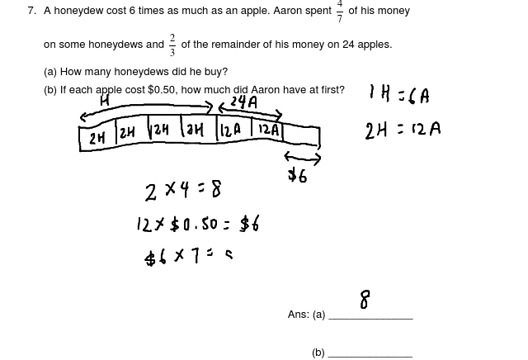 7. A honeydew cost 6 times as much as an apple. Aaron spent 4/7 of his money
on some honeydews and 2/3 of the remainder of his money on 24 apples.
(a) How many honeydews did he buy?
(b) If each apple cost $0.50, how much did Aaron have at first?
H 24A
1H = 6A
2H 2H 2H 2H 12A 12A
2H = 12A
$6
2 × 4 = 8
12 × $0.50 = $6
$6 × 7 =
Ans: (a) 8
(b)